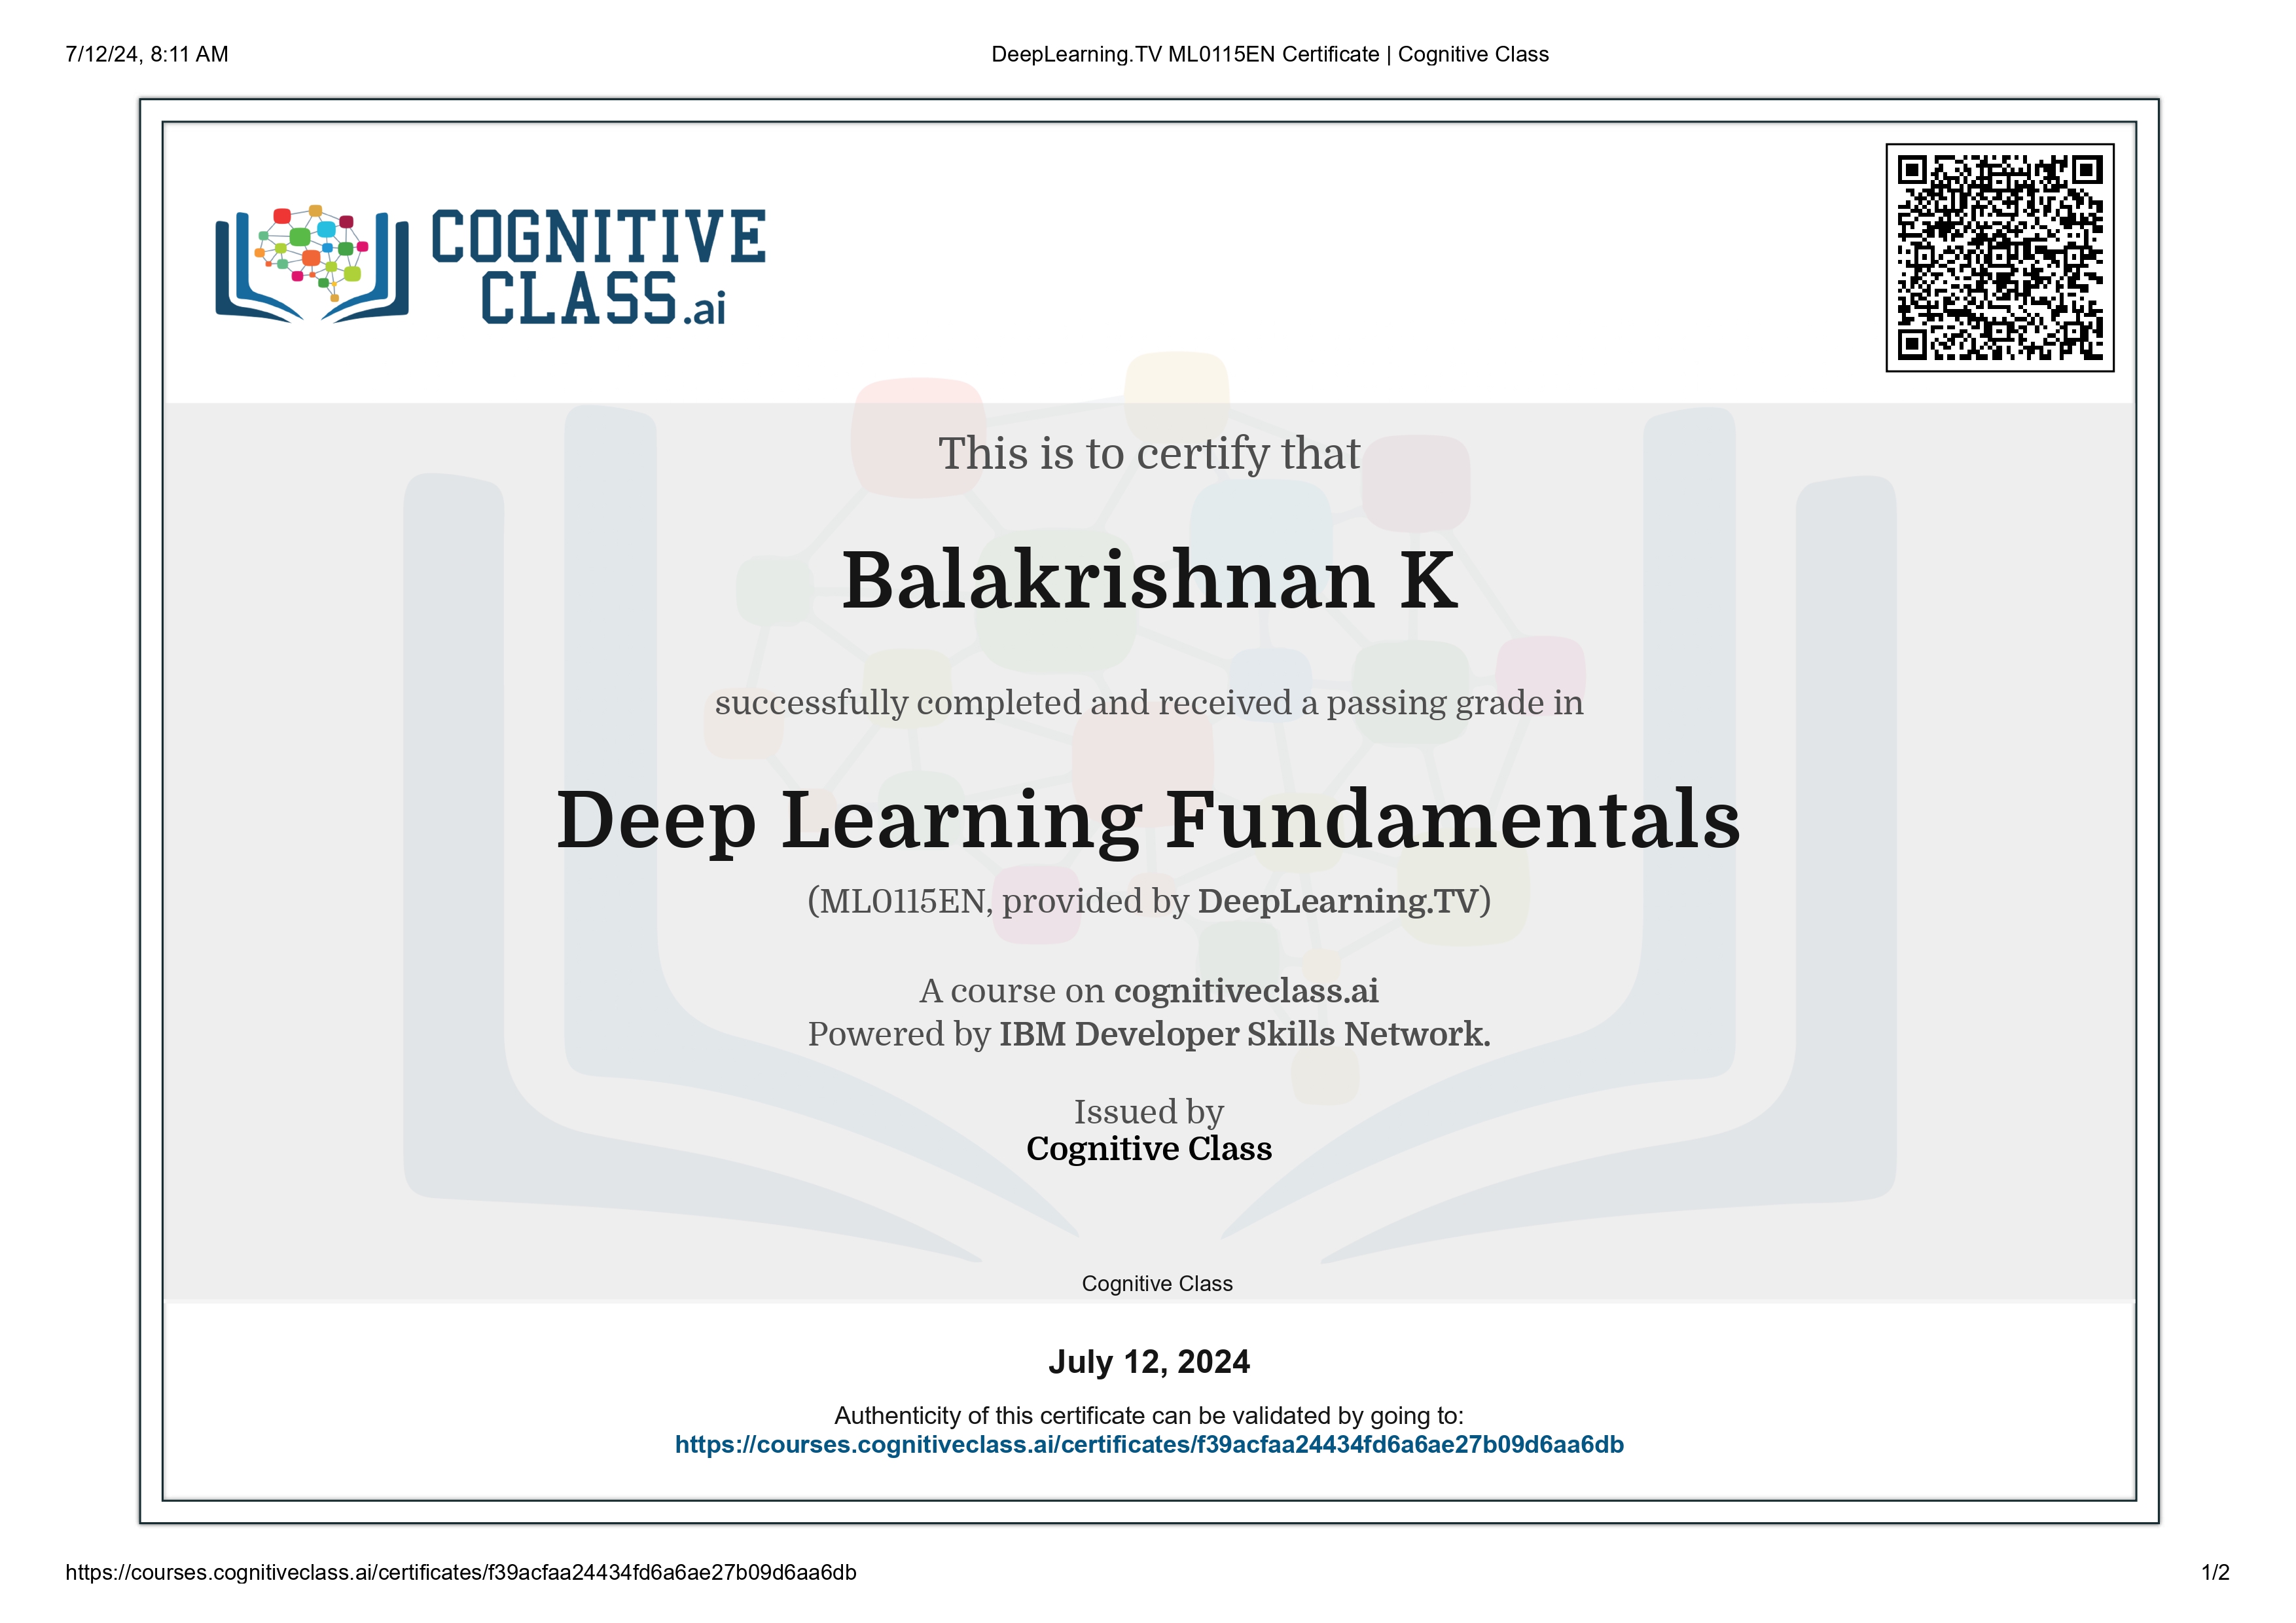 7/12/24, 8:11 AM
DeepLearning.TV ML0115EN Certificate | Cognitive Class
COGNITIVE
CLASS.ai
This is to certify that
Balakrishnan K
successfully completed and received a passing grade in
Deep Learning Fundamentals
(ML0115EN, provided by DeepLearning.TV)
A course on cognitiveclass.ai
Powered by IBM Developer Skills Network.
Issued by
Cognitive Class
Cognitive Class
July 12, 2024
Authenticity of this certificate can be validated by going to:
https://courses.cognitiveclass.ai/certificates/f39acfaa24434fd6a6ae27b09d6aa6db
https://courses.cognitiveclass.ai/certificates/f39acfaa24434fd6a6ae27b09d6aa6db
1/2